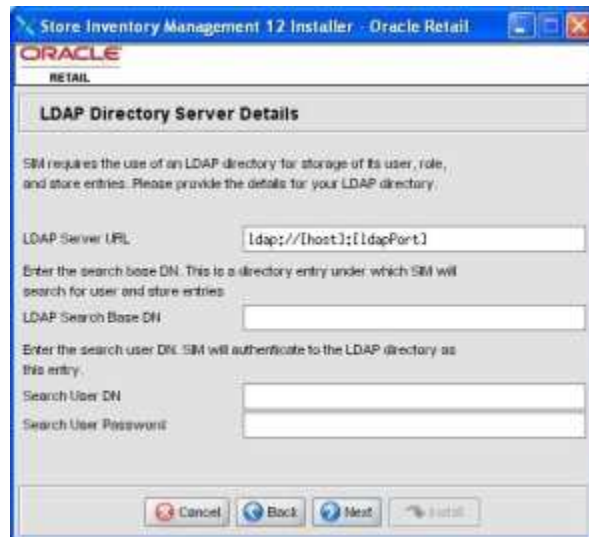 Store Inventory Management 12 Installer - Oracle Retail
ORACLE
RETAIL
LDAP Directory Server Details
SIM requires the use of an LDAP directory for storage of its user, role,
and store entries. Please provide the details for your LDAP directory.
LDAP Server URL
ldap://[host]:[ldapPort]
Enter the search base DN. This is a directory entry under which SIM will
search for user and store entries
LDAP Search Base DN
Enter the search user DN. SIM will authenticate to the LDAP directory as
this entry.
Search User DN
Search User Password
Cancel Back Next Install